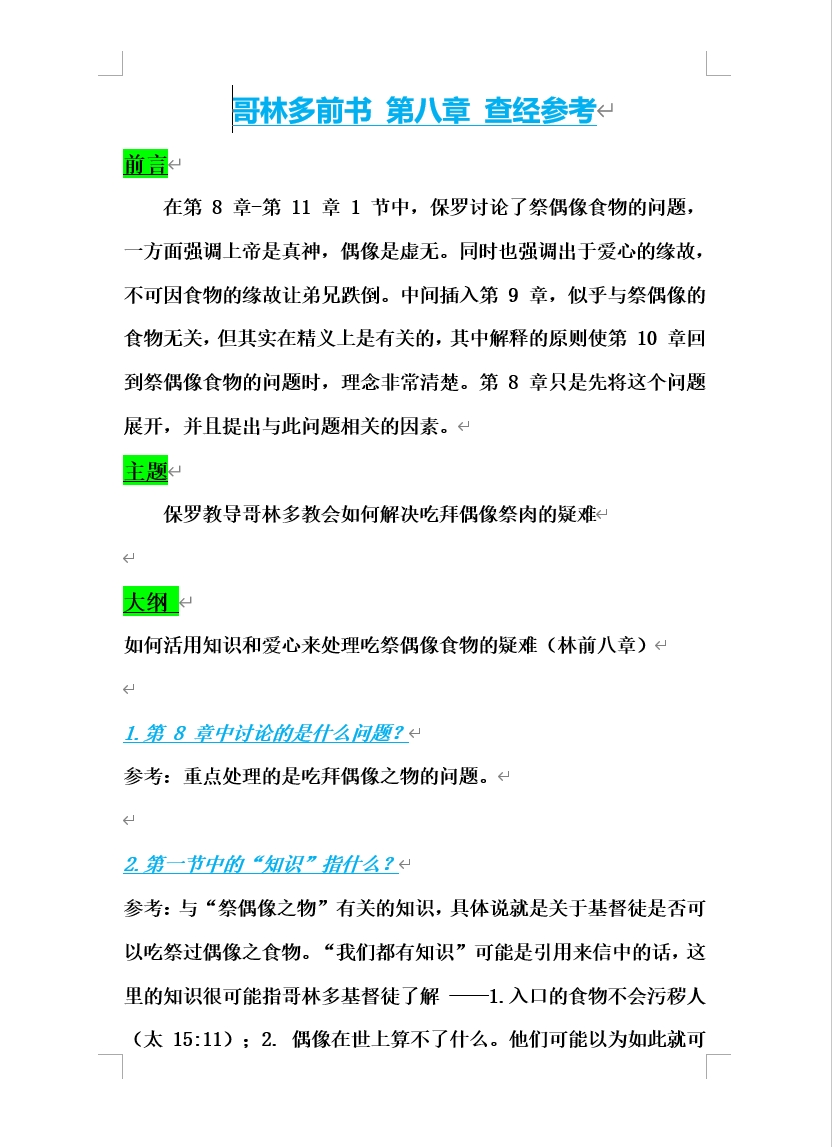 哥林多前书 第八章 查经参考
前言
在第 8 章-第 11 章 1 节中，保罗讨论了祭偶像食物的问题，
一方面强调上帝是真神，偶像是虚无。同时也强调出于爱心的缘故，
不可因食物的缘故让弟兄跌倒。中间插入第 9 章，似乎与祭偶像的
食物无关，但其实在精义上是有关的，其中解释的原则使第 10 章回
到祭偶像食物的问题时，理念非常清楚。第 8 章只是先将这个问题
展开，并且提出与此问题相关的因素。
主题
保罗教导哥林多教会如何解决吃拜偶像祭肉的疑难
大纲
如何活用知识和爱心来处理吃祭偶像食物的疑难（林前八章）
1.第 8 章中讨论的是什么问题？
参考：重点处理的是吃拜偶像之物的问题。
2.第一节中的“知识”指什么？
参考：与“祭偶像之物”有关的知识，具体说就是关于基督徒是否可
以吃祭过偶像之食物。“我们都有知识”可能是引用来信中的话，这
里的知识很可能指哥林多基督徒了解 ——1.入口的食物不会污秽人
（太 15:11）；2. 偶像在世上算不了什么。他们可能以为如此就可